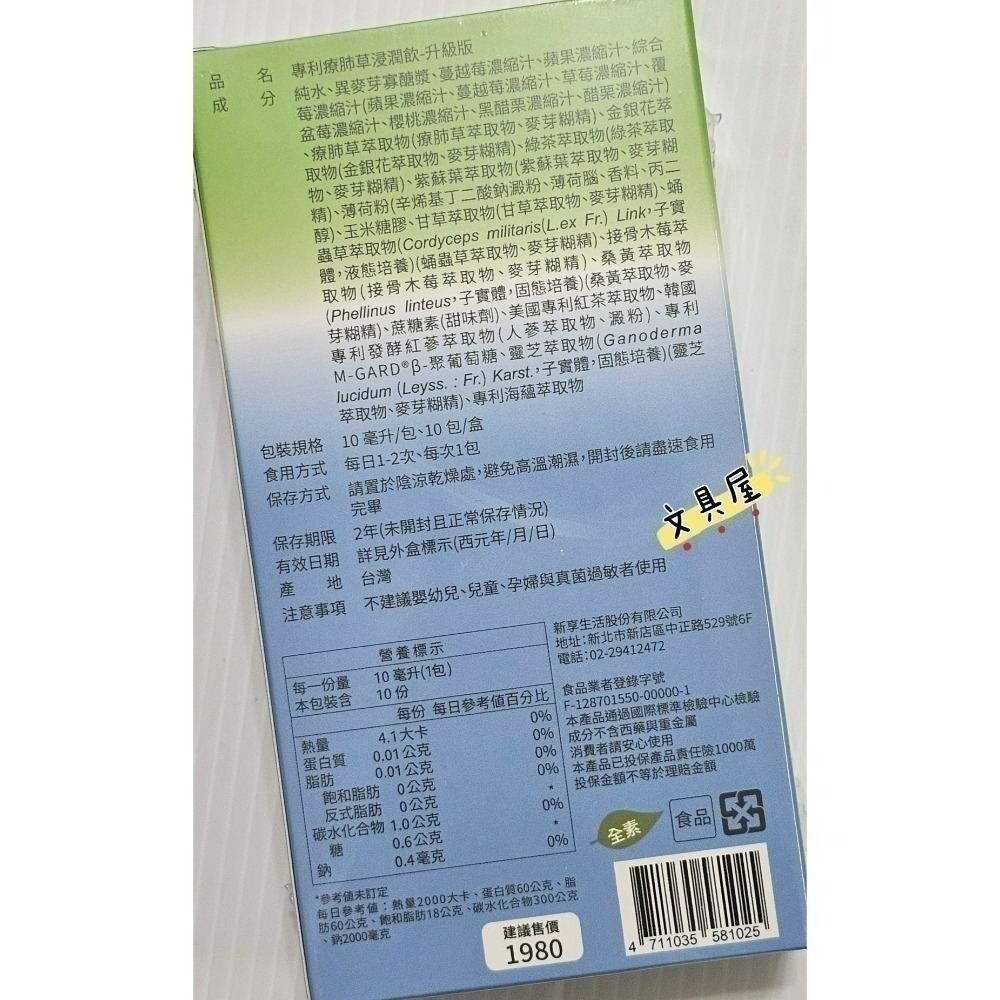 品名 專利療肺草浸潤飲-升級版
成分 純水、異麥芽寡醣漿、蔓越莓濃縮汁、蘋果濃縮汁、綜合
莓濃縮汁(蘋果濃縮汁、蔓越莓濃縮汁、草莓濃縮汁、覆
盆莓濃縮汁、櫻桃濃縮汁、黑醋栗濃縮汁、醋栗濃縮汁)
、療肺草萃取物(療肺草萃取物、麥芽糊精)、金銀花萃
取物(金銀花萃取物、麥芽糊精)、綠茶萃取物(綠茶萃取
物、麥芽糊精)、紫蘇葉萃取物(紫蘇葉萃取物、麥芽糊
精)、薄荷粉(辛烯基丁二酸鈉澱粉、薄荷腦、香料、丙二
醇)、玉米糖膠、甘草萃取物(甘草萃取物、麥芽糊精)、蛹
蟲草萃取物(Cordyceps militaris(L.ex Fr.) Link,子實
體,液態培養)(蛹蟲草萃取物、麥芽糊精)、接骨木莓萃
取物(接骨木莓萃取物、麥芽糊精)、桑黃萃取物
(Phellinus linteus,子實體,固態培養)(桑黃萃取物、麥
芽糊精)、蔗糖素(甜味劑)、美國專利紅茶萃取物、韓國
專利發酵紅蔘萃取物(人蔘萃取物、澱粉)、專利
M-GARD®β-聚葡萄糖、靈芝萃取物(Ganoderma
lucidum (Leyss. : Fr.) Karst.,子實體,固態培養)(靈芝
萃取物、麥芽糊精)、專利海蘊萃取物
包裝規格 10 毫升/包、10 包/盒
食用方式 每日1-2次、每次1包
保存方式 請置於陰涼乾燥處,避免高溫潮濕,開封後請盡速食用
完畢
保存期限 2年(未開封且正常保存情況)
有效日期 詳見外盒標示(西元年/月/日)
產地 台灣
注意事項 不建議嬰幼兒、兒童、孕婦與真菌過敏者使用
文具屋
營養標示
每一份量 10 毫升(1包)
本包裝含 10 份
每份 每日參考值百分比
熱量 4.1大卡 0%
蛋白質 0.01公克 0%
脂肪 0.01公克 0%
飽和脂肪 0公克 0%
反式脂肪 0公克 *
碳水化合物 1.0公克 0%
糖 0.6公克 *
鈉 0.4毫克 0%
*參考值未訂定
每日參考值:熱量2000大卡、蛋白質60公克、脂
肪60公克、飽和脂肪18公克、碳水化合物300公克
、鈉2000毫克
新享生活股份有限公司
地址:新北市新店區中正路529號6F
電話:02-29412472
食品業者登錄字號
F-128701550-00000-1
本產品通過國際標準檢驗中心檢驗
成分不含西藥與重金屬
消費者請安心使用
本產品已投保產品責任險1000萬
投保金額不等於理賠金額
全素
食品
建議售價
1980
4 711035 581025